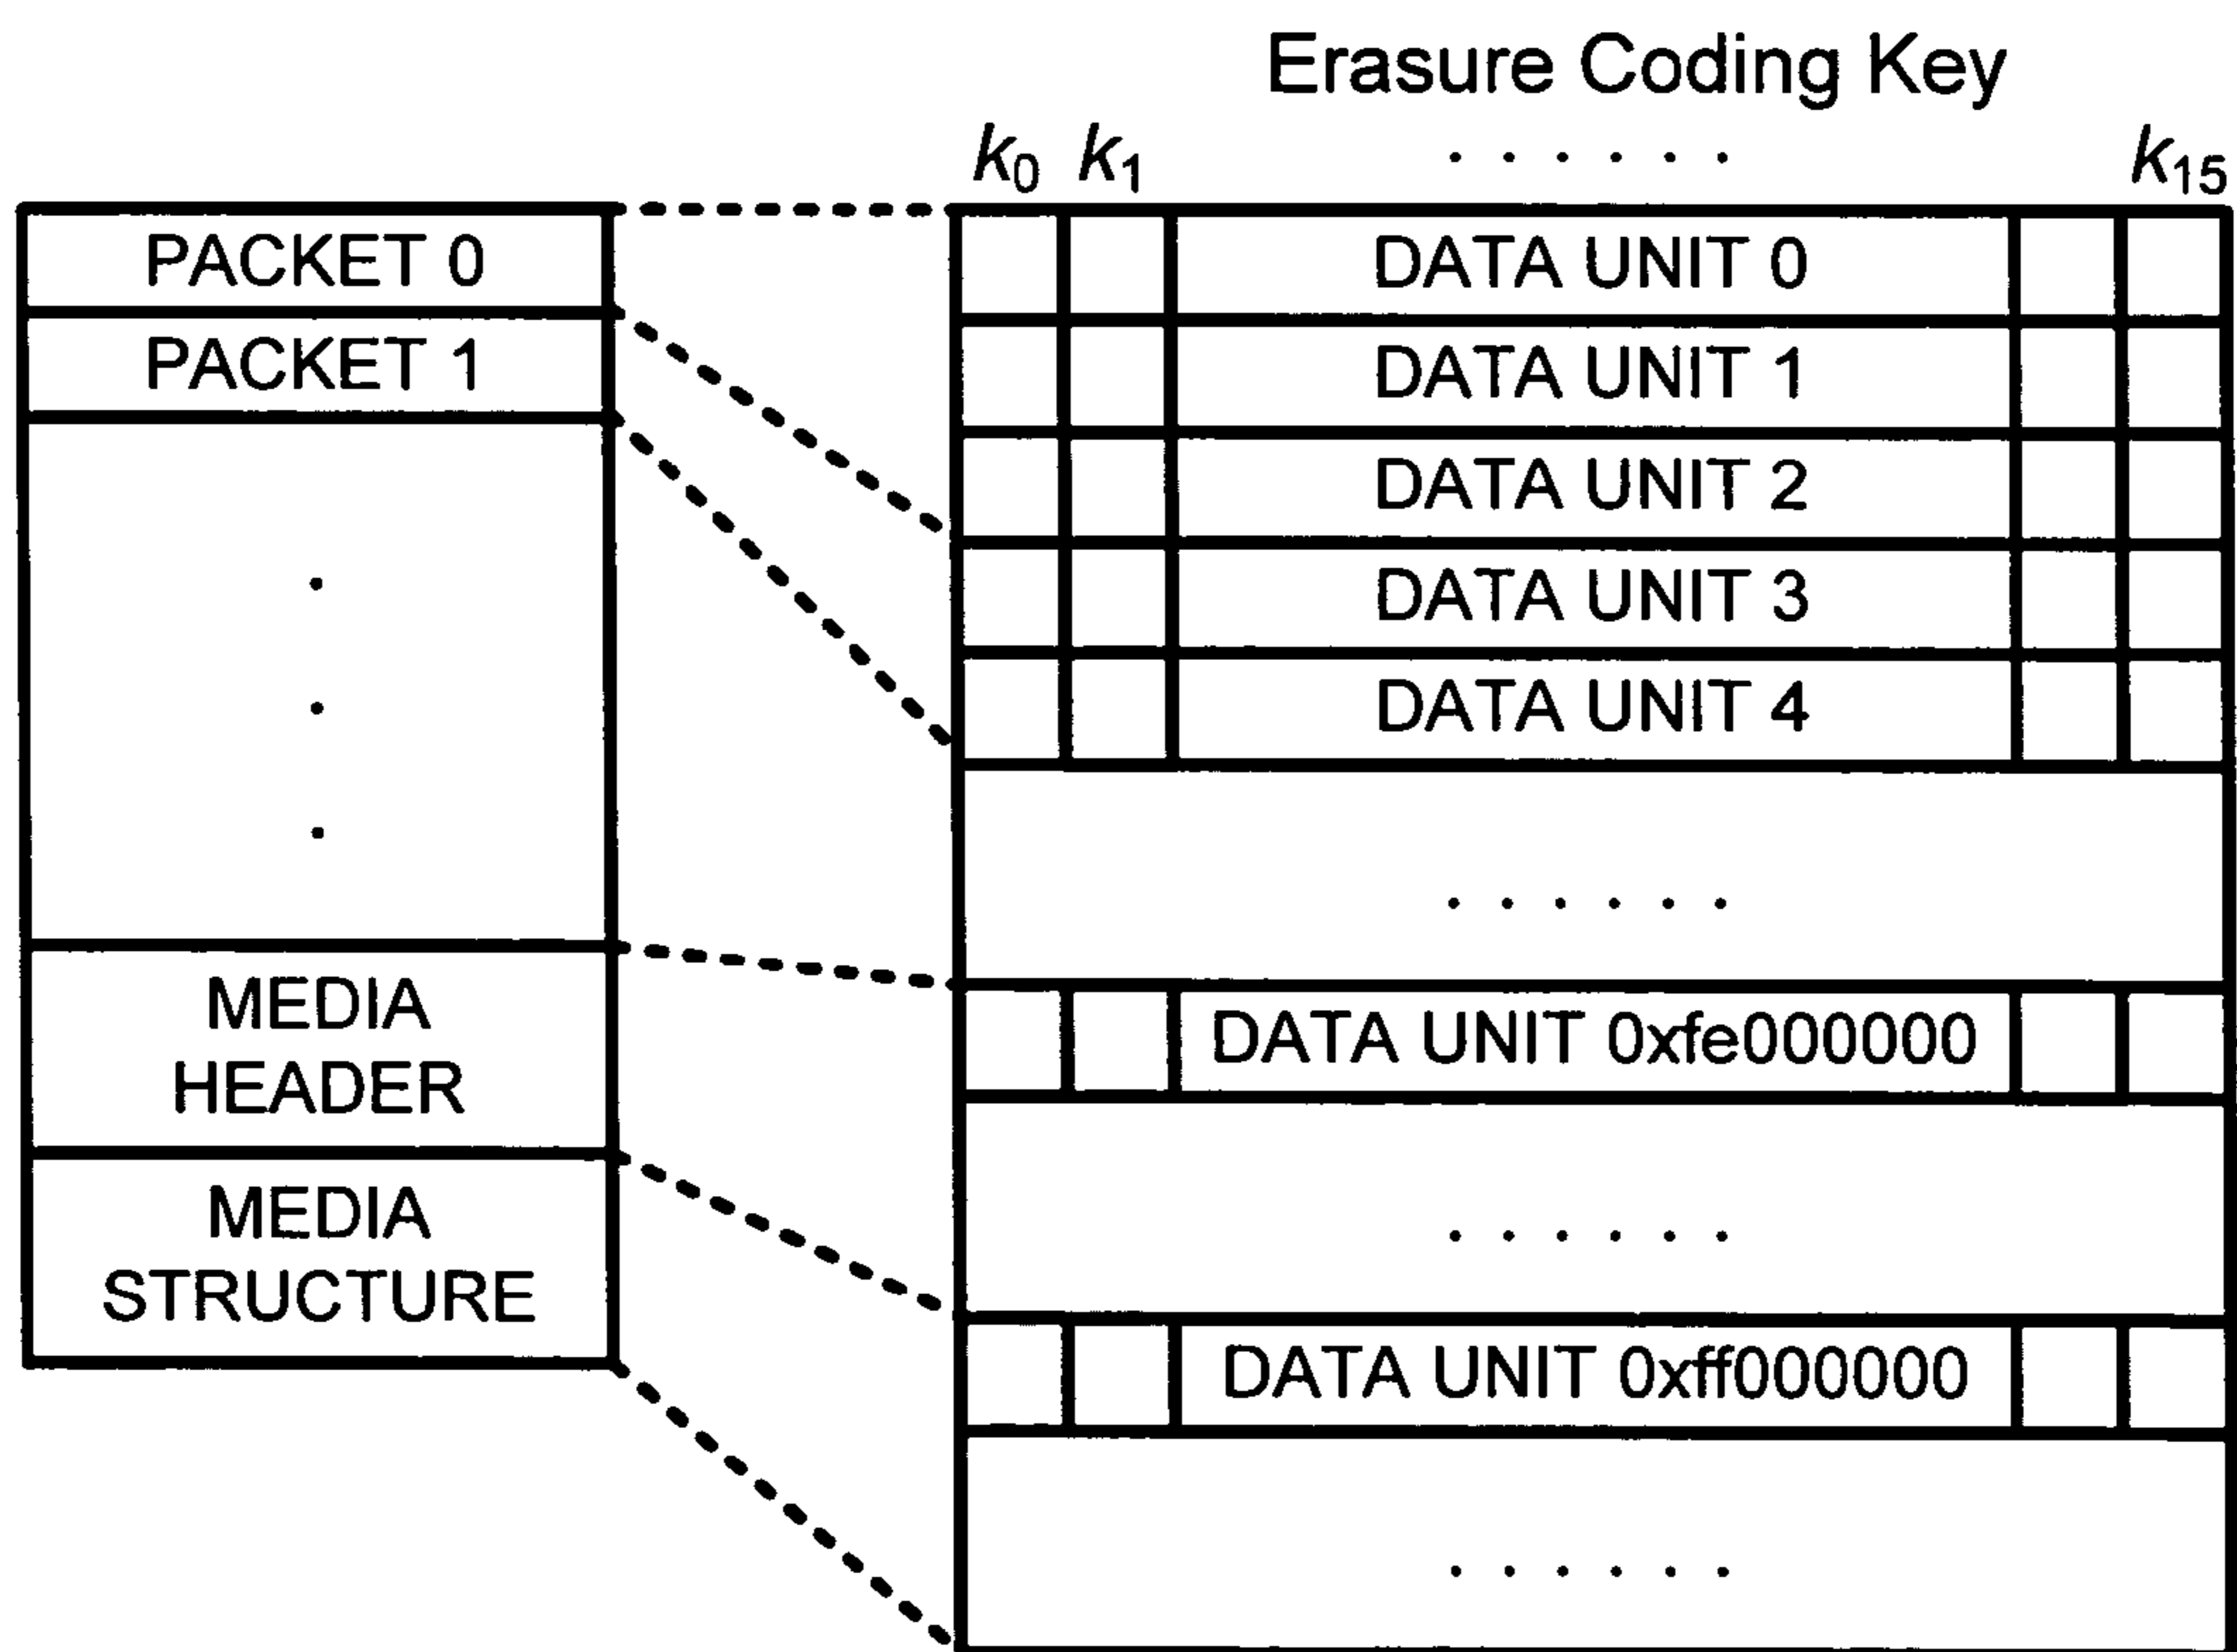 Erasure Coding Key
k0 k1 . . . . . . k15
PACKET 0
PACKET 1
.
.
.
MEDIA
HEADER
MEDIA
STRUCTURE
DATA UNIT 0
DATA UNIT 1
DATA UNIT 2
DATA UNIT 3
DATA UNIT 4
. . . . . .
DATA UNIT 0xfe000000
. . . . . .
DATA UNIT 0xff000000
. . . . . .